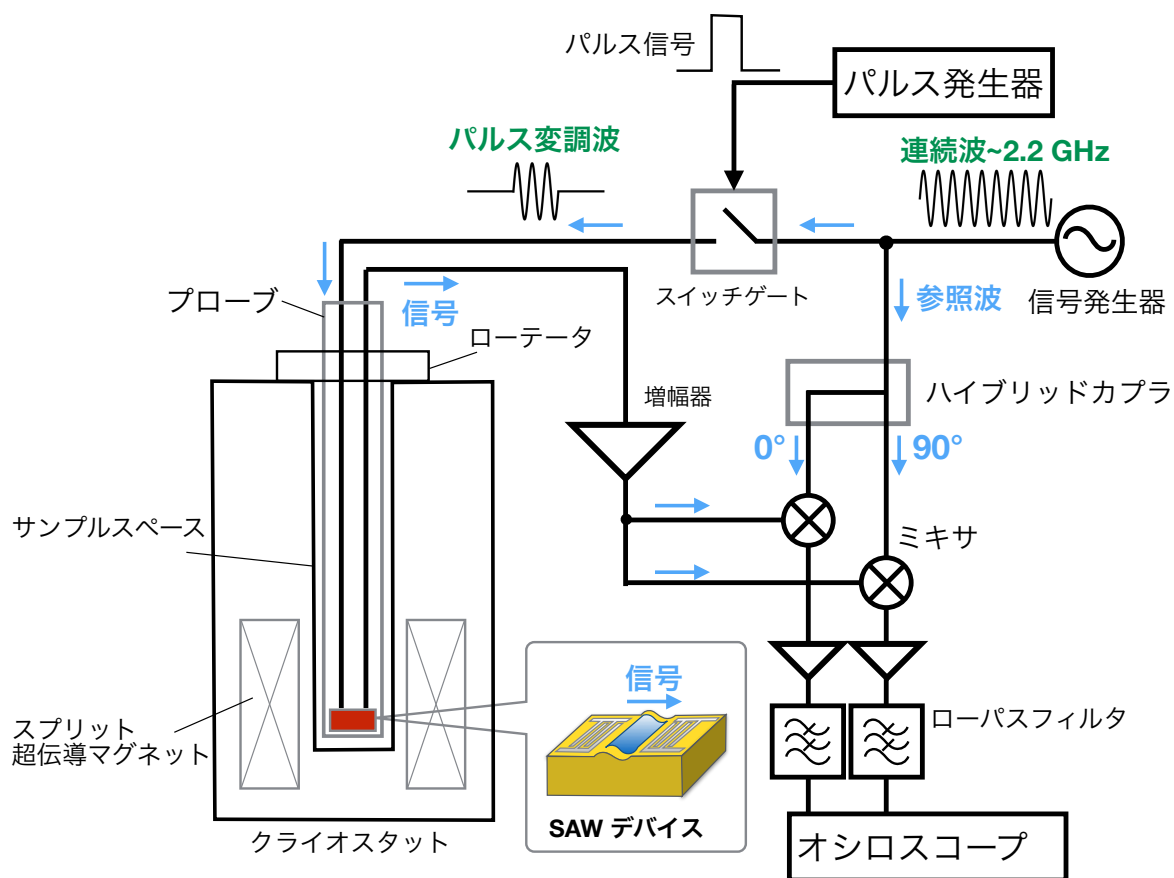 パルス信号
パルス発生器
パルス変調波
連続波~2.2 GHz
スイッチゲート
信号発生器
参照波
プローブ
信号
ローテータ
ハイブリッドカプラ
増幅器
0°
90°
サンプルスペース
ミキサ
信号
スプリット
超伝導マグネット
ローパスフィルタ
SAW デバイス
クライオスタット
オシロスコープ